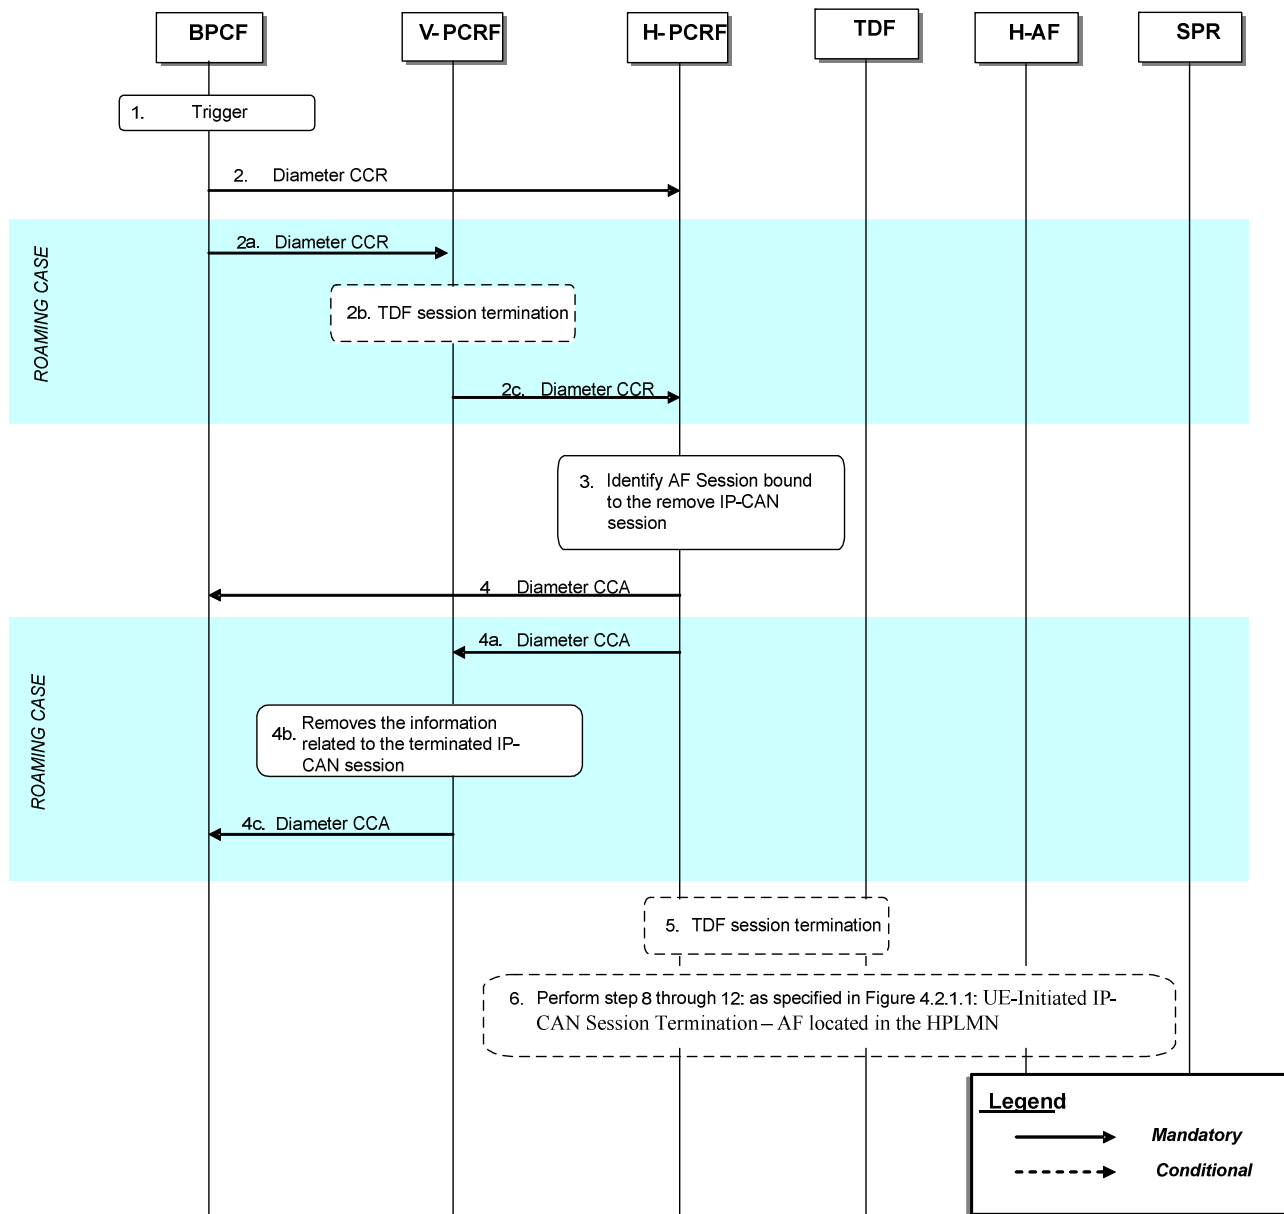 BPCF
V-PCRF
H-PCRF
TDF
H-AF
SPR
1. Trigger
2. Diameter CCR
ROAMING CASE
2a. Diameter CCR
2b. TDF session termination
2c. Diameter CCR
3. Identify AF Session bound
to the remove IP-CAN
session
4 Diameter CCA
ROAMING CASE
4a. Diameter CCA
4b. Removes the information
related to the terminated IP-
CAN session
4c. Diameter CCA
5. TDF session termination
6. Perform step 8 through 12: as specified in Figure 4.2.1.1: UE-Initiated IP-
CAN Session Termination – AF located in the HPLMN
Legend
Mandatory
Conditional